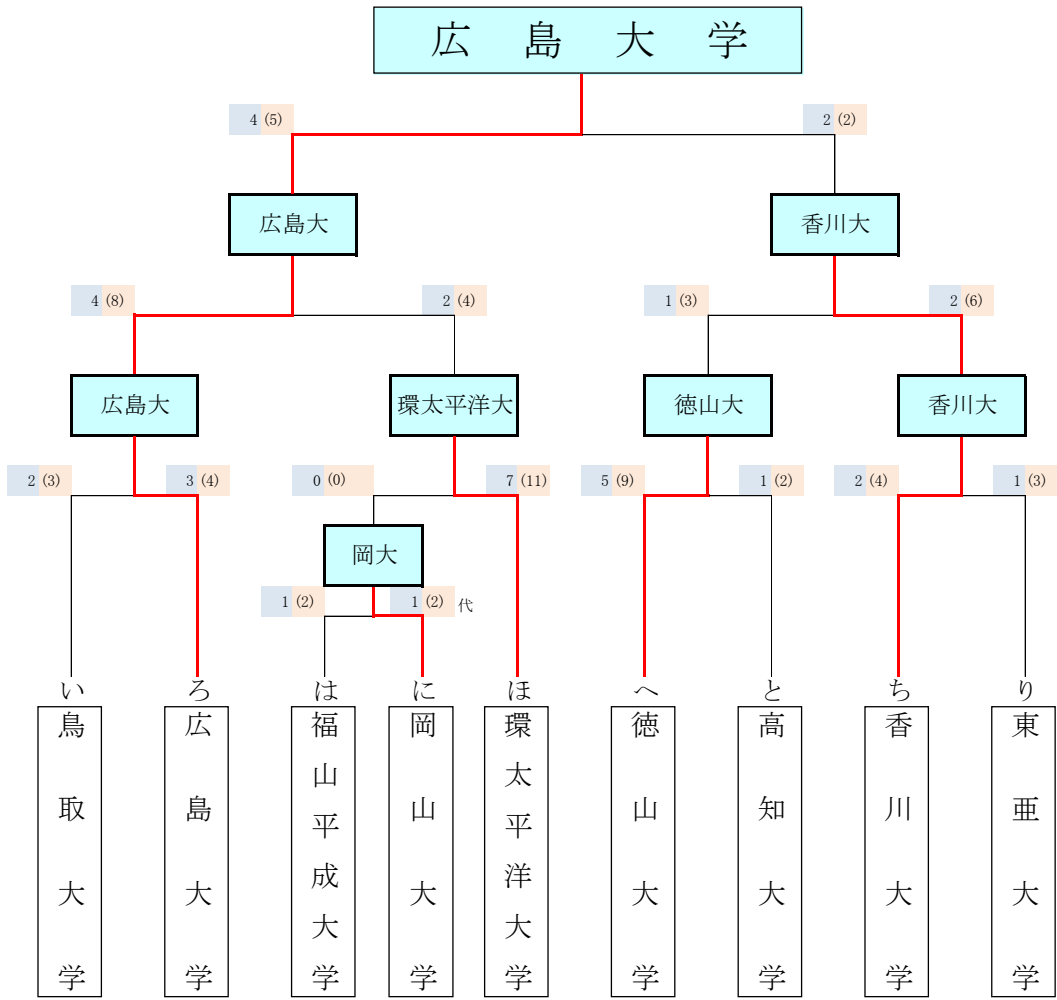 広島大学
4 (5)
2 (2)
広島大
香川大
4 (8)
2 (4)
1 (3)
2 (6)
広島大
環太平洋大
徳山大
香川大
2 (3)
3 (4)
0 (0)
7 (11)
5 (9)
1 (2)
2 (4)
1 (3)
岡大
1 (2)
1 (2) 代
い
鳥取大学
ろ
広島大学
は
福山平成大学
に
岡山大学
ほ
環太平洋大学
へ
徳山大学
と
高知大学
ち
香川大学
り
東亜大学